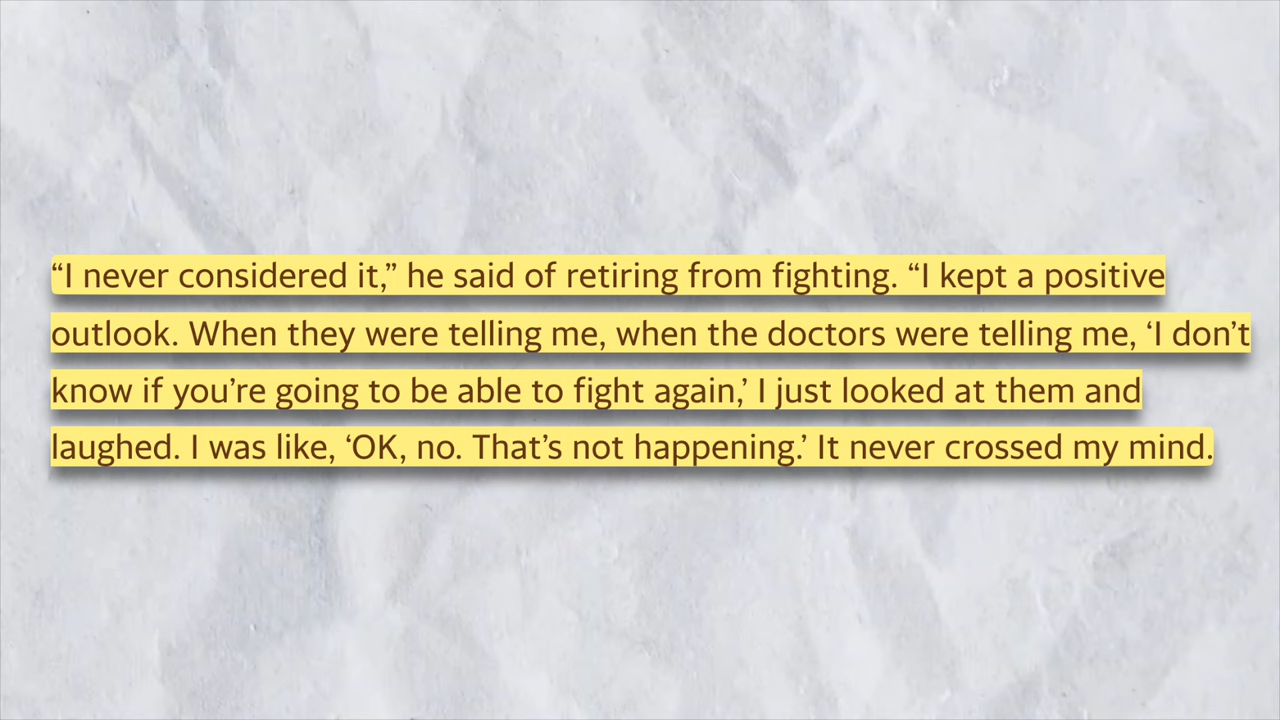 “I never considered it,” he said of retiring from fighting. “I kept a positive
outlook. When they were telling me, when the doctors were telling me, ‘I don’t
know if you’re going to be able to fight again,’ I just looked at them and
laughed. I was like, ‘OK, no. That’s not happening.’ It never crossed my mind.